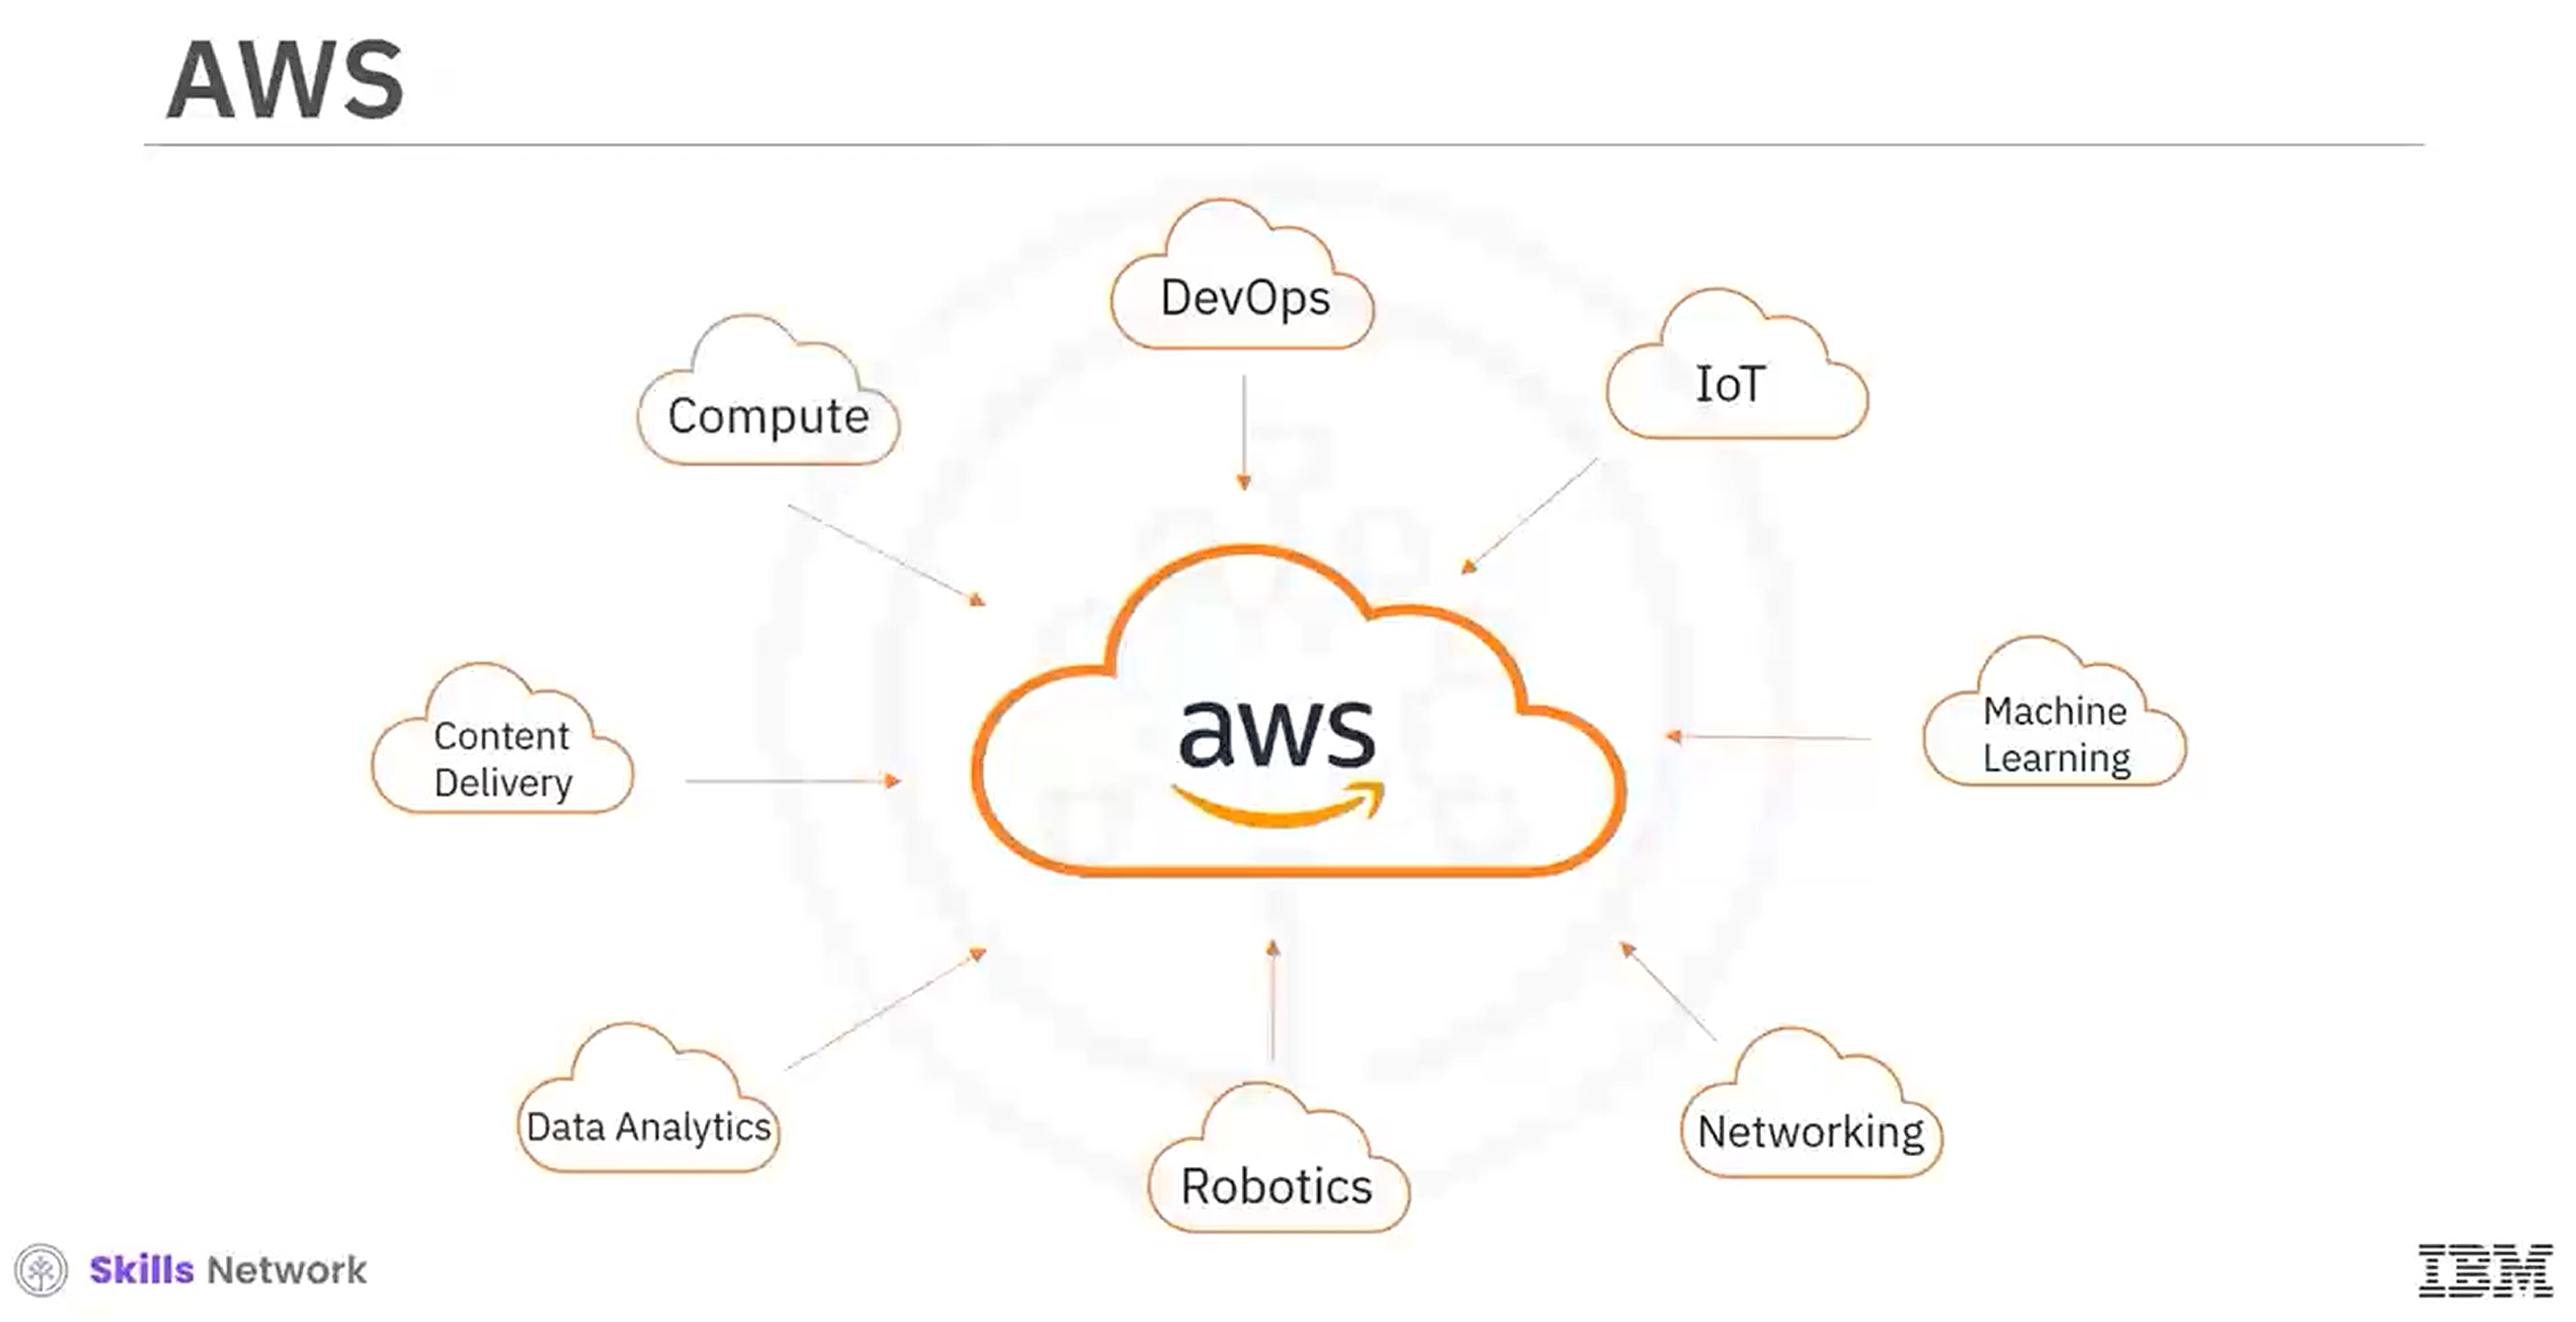 AWS
DevOps
IoT
Compute
aws
Machine
Learning
Content
Delivery
Data Analytics
Networking
Robotics
Skills Network
IBM